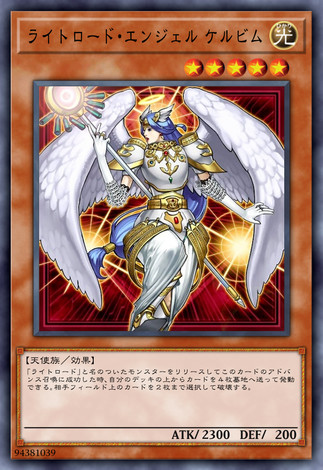 ライトロード・エンジェル ケルビム
光
【天使族／効果】
「ライトロード」と名のついたモンスターをリリースしてこのカードのアドバ
ンス召喚に成功した時、自分のデッキの上からカードを４枚墓地へ送って発動
できる。相手フィールド上のカードを２枚まで選択して破壊する。
ATK/ 2300 DEF/ 200
94381039